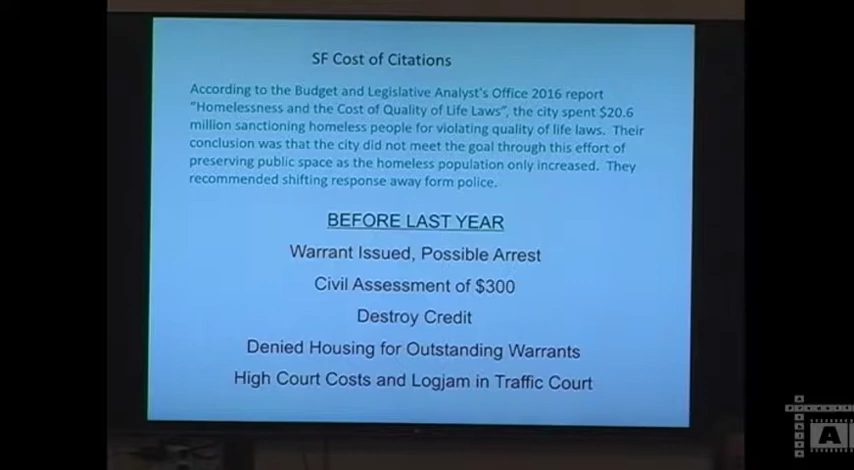 SF Cost of Citations
According to the Budget and Legislative Analyst's Office 2016 report
"Homelessness and the Cost of Quality of Life Laws", the city spent $20.6
million sanctioning homeless people for violating quality of life laws. Their
conclusion was that the city did not meet the goal through this effort of
preserving public space as the homeless population only increased. They
recommended shifting response away form police.
BEFORE LAST YEAR
Warrant Issued, Possible Arrest
Civil Assessment of $300
Destroy Credit
Denied Housing for Outstanding Warrants
High Court Costs and Logjam in Traffic Court
A